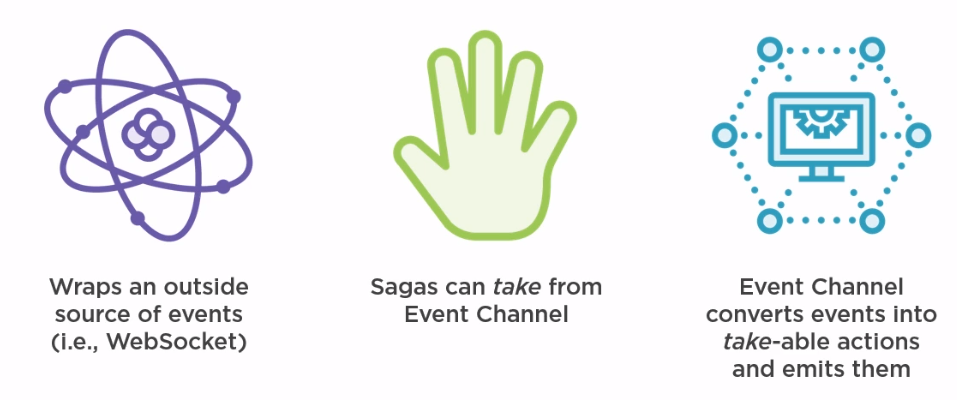 Wraps an outside
source of events
(i.e., WebSocket)
Sagas can take from
Event Channel
Event Channel
converts events into
take-able actions
and emits them